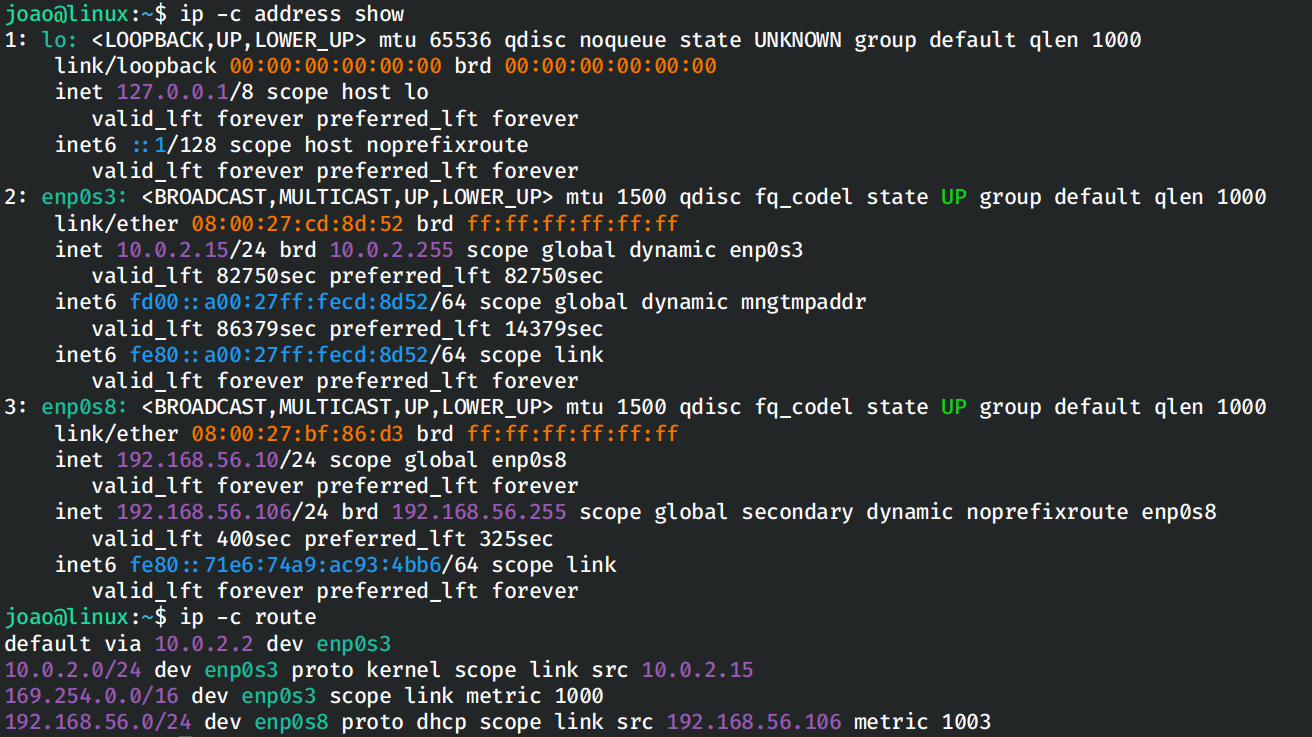 joao@linux:~$ ip -c address show
1: lo: <LOOPBACK,UP,LOWER_UP> mtu 65536 qdisc noqueue state UNKNOWN group default qlen 1000
    link/loopback 00:00:00:00:00:00 brd 00:00:00:00:00:00
    inet 127.0.0.1/8 scope host lo
       valid_lft forever preferred_lft forever
    inet6 ::1/128 scope host noprefixroute
       valid_lft forever preferred_lft forever
2: enp0s3: <BROADCAST,MULTICAST,UP,LOWER_UP> mtu 1500 qdisc fq_codel state UP group default qlen 1000
    link/ether 08:00:27:cd:8d:52 brd ff:ff:ff:ff:ff:ff
    inet 10.0.2.15/24 brd 10.0.2.255 scope global dynamic enp0s3
       valid_lft 82750sec preferred_lft 82750sec
    inet6 fd00::a00:27ff:fecd:8d52/64 scope global dynamic mngtmpaddr
       valid_lft 86379sec preferred_lft 14379sec
    inet6 fe80::a00:27ff:fecd:8d52/64 scope link
       valid_lft forever preferred_lft forever
3: enp0s8: <BROADCAST,MULTICAST,UP,LOWER_UP> mtu 1500 qdisc fq_codel state UP group default qlen 1000
    link/ether 08:00:27:bf:86:d3 brd ff:ff:ff:ff:ff:ff
    inet 192.168.56.10/24 scope global enp0s8
       valid_lft forever preferred_lft forever
    inet 192.168.56.106/24 brd 192.168.56.255 scope global secondary dynamic noprefixroute enp0s8
       valid_lft 400sec preferred_lft 325sec
    inet6 fe80::71e6:74a9:ac93:4bb6/64 scope link
       valid_lft forever preferred_lft forever
joao@linux:~$ ip -c route
default via 10.0.2.2 dev enp0s3
10.0.2.0/24 dev enp0s3 proto kernel scope link src 10.0.2.15
169.254.0.0/16 dev enp0s3 scope link metric 1000
192.168.56.0/24 dev enp0s8 proto dhcp scope link src 192.168.56.106 metric 1003